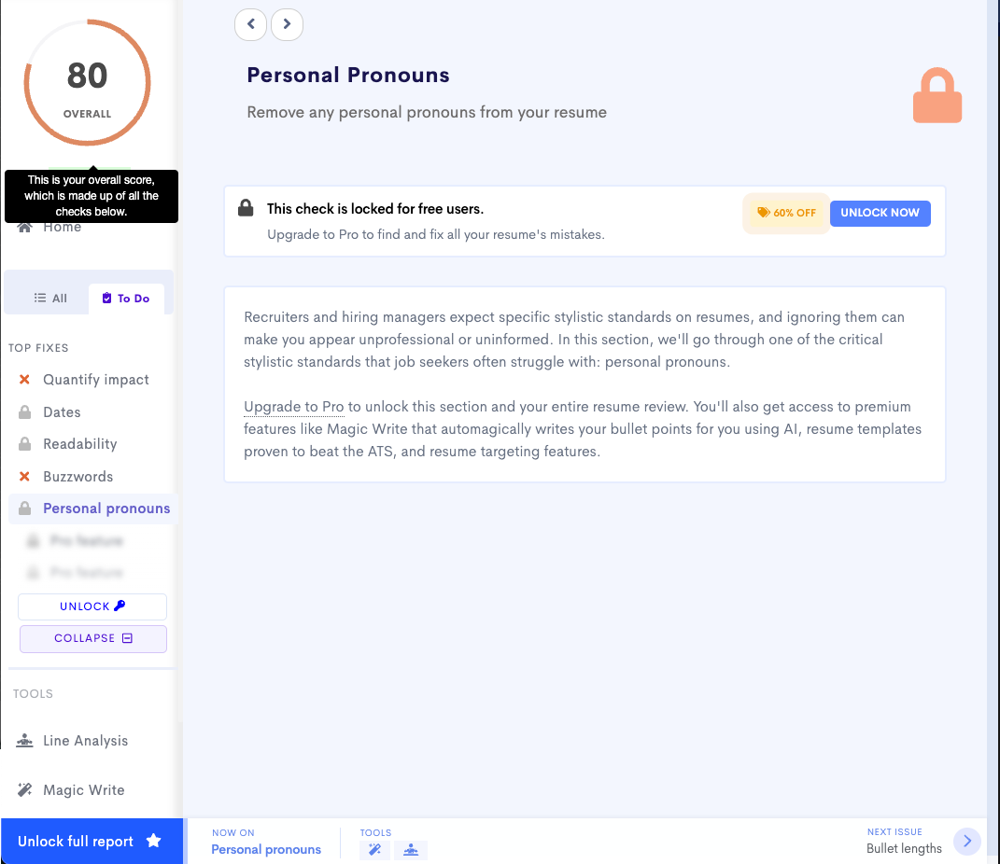 80
OVERALL
This is your overall score,
which is made up of all the
checks below.
Home
All
To Do
TOP FIXES
Quantify impact
Dates
Readability
Buzzwords
Personal pronouns
Pro feature
Pro feature
UNLOCK
COLLAPSE
TOOLS
Line Analysis
Magic Write
Unlock full report
Personal Pronouns
Remove any personal pronouns from your resume
This check is locked for free users.
Upgrade to Pro to find and fix all your resume's mistakes.
60% OFF
UNLOCK NOW
Recruiters and hiring managers expect specific stylistic standards on resumes, and ignoring them can
make you appear unprofessional or uninformed. In this section, we'll go through one of the critical
stylistic standards that job seekers often struggle with: personal pronouns.
Upgrade to Pro to unlock this section and your entire resume review. You'll also get access to premium
features like Magic Write that automagically writes your bullet points for you using AI, resume templates
proven to beat the ATS, and resume targeting features.
NOW ON
Personal pronouns
TOOLS
NEXT ISSUE
Bullet lengths